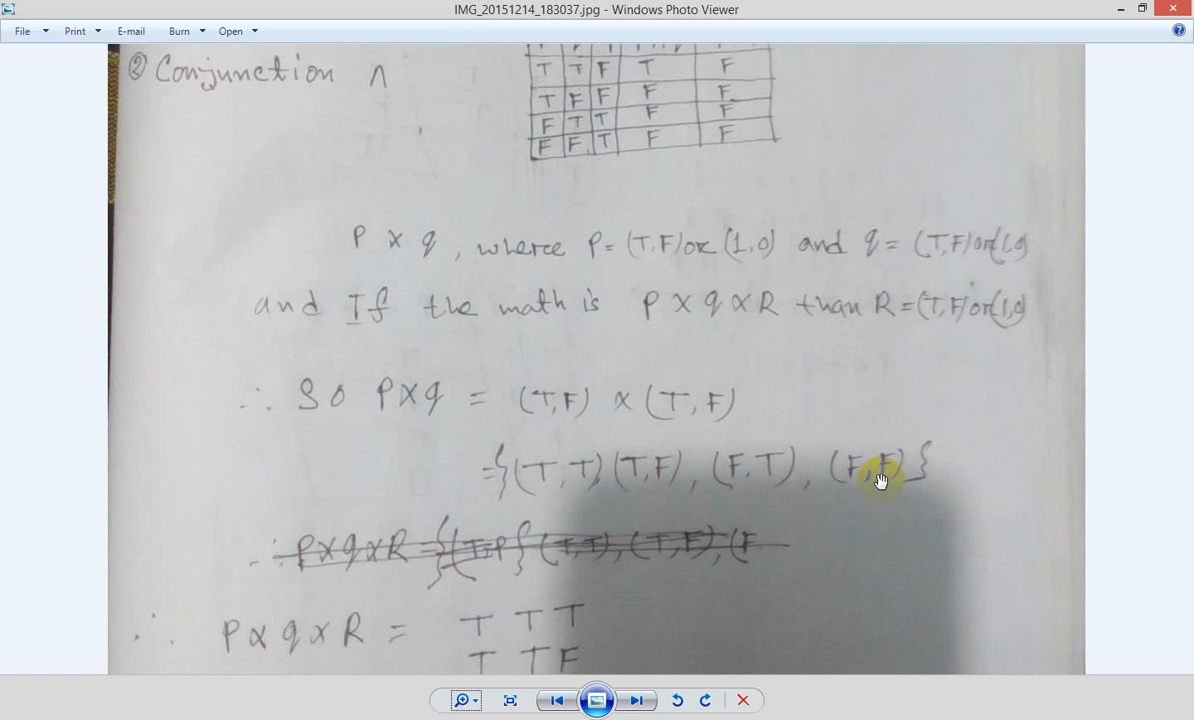 IMG_20151214_183037.jpg - Windows Photo Viewer
File Print E-mail Burn Open
② Conjunction ∧
T T F T F
T F F F F
F T T F F
F F T F F
P × q, where P = (T,F) or (1,0) and q = (T,F) or (1,0)
and If the math is P × q × R than R = (T,F) or (1,0)
∴ SO P×q = (T,F) × (T,F)
={(T,T) (T,F), (F,T), (F,F)}
∴ P×q×R = (T,T), (T,F), (F
∴ P×q×R = T T T
T T F